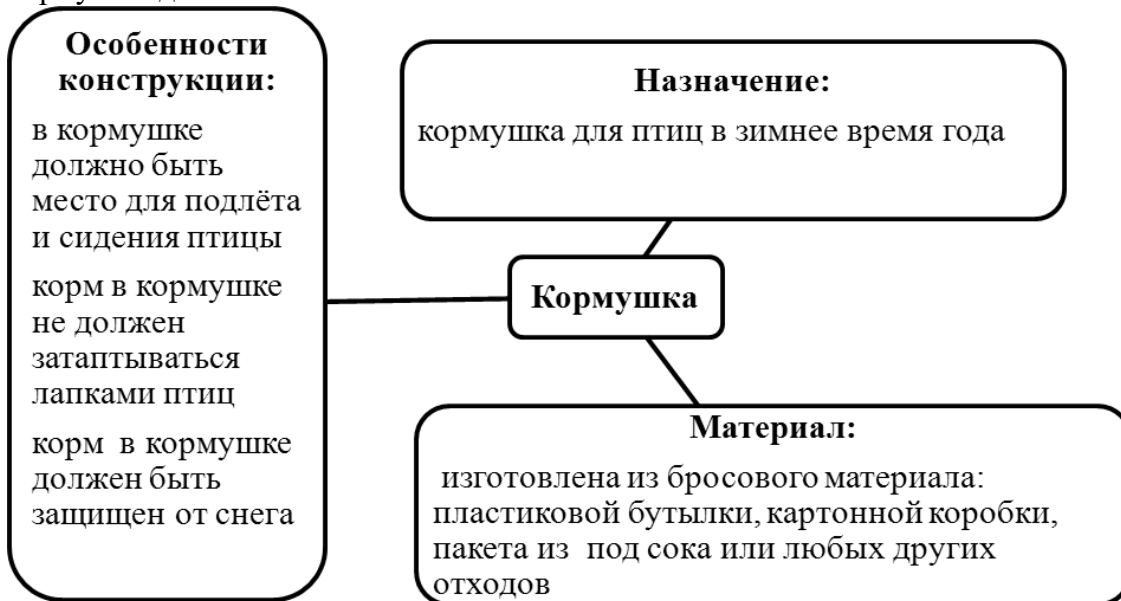 Особенности
конструкции:
в кормушке
должно быть
место для подлёта
и сидения птицы
корм в кормушке
не должен
затаптываться
лапками птиц
корм в кормушке
должен быть
защищен от снега
Назначение:
кормушка для птиц в зимнее время года
Кормушка
Материал:
изготовлена из бросового материала:
пластиковой бутылки, картонной коробки,
пакета из под сока или любых других
отходов